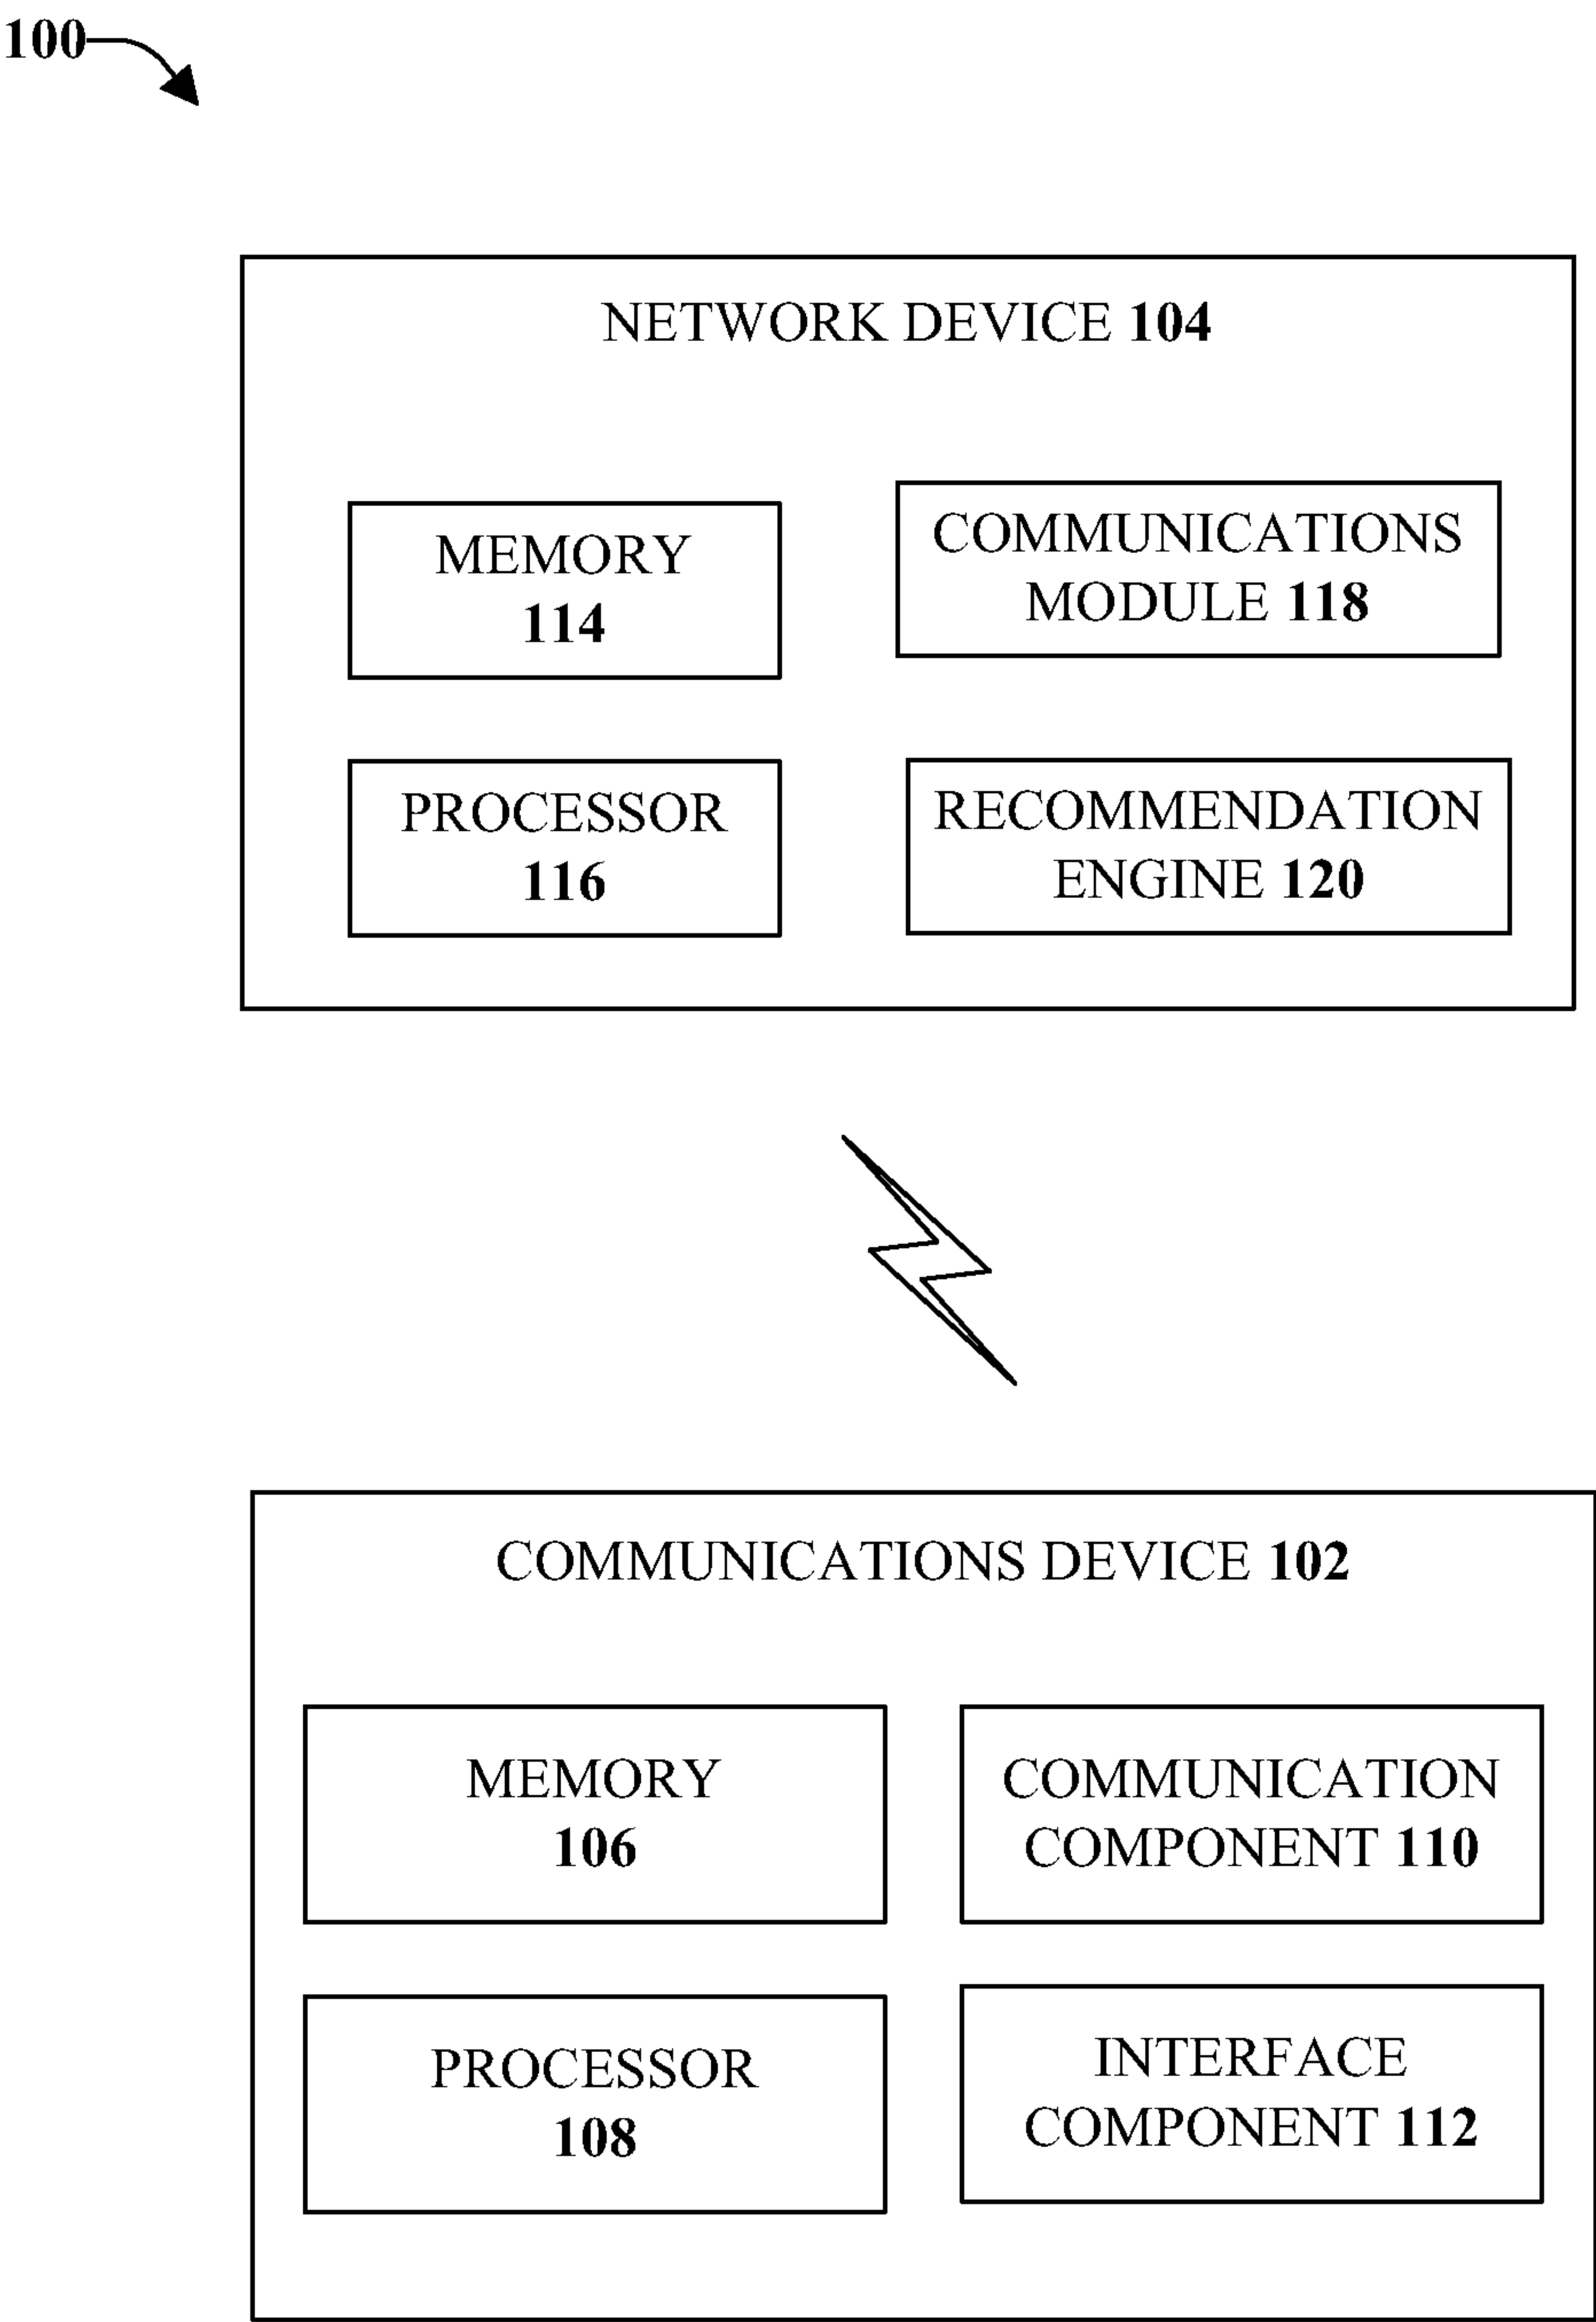 100
NETWORK DEVICE 104
MEMORY
114
COMMUNICATIONS
MODULE 118
PROCESSOR
116
RECOMMENDATION
ENGINE 120
COMMUNICATIONS DEVICE 102
MEMORY
106
COMMUNICATION
COMPONENT 110
PROCESSOR
108
INTERFACE
COMPONENT 112